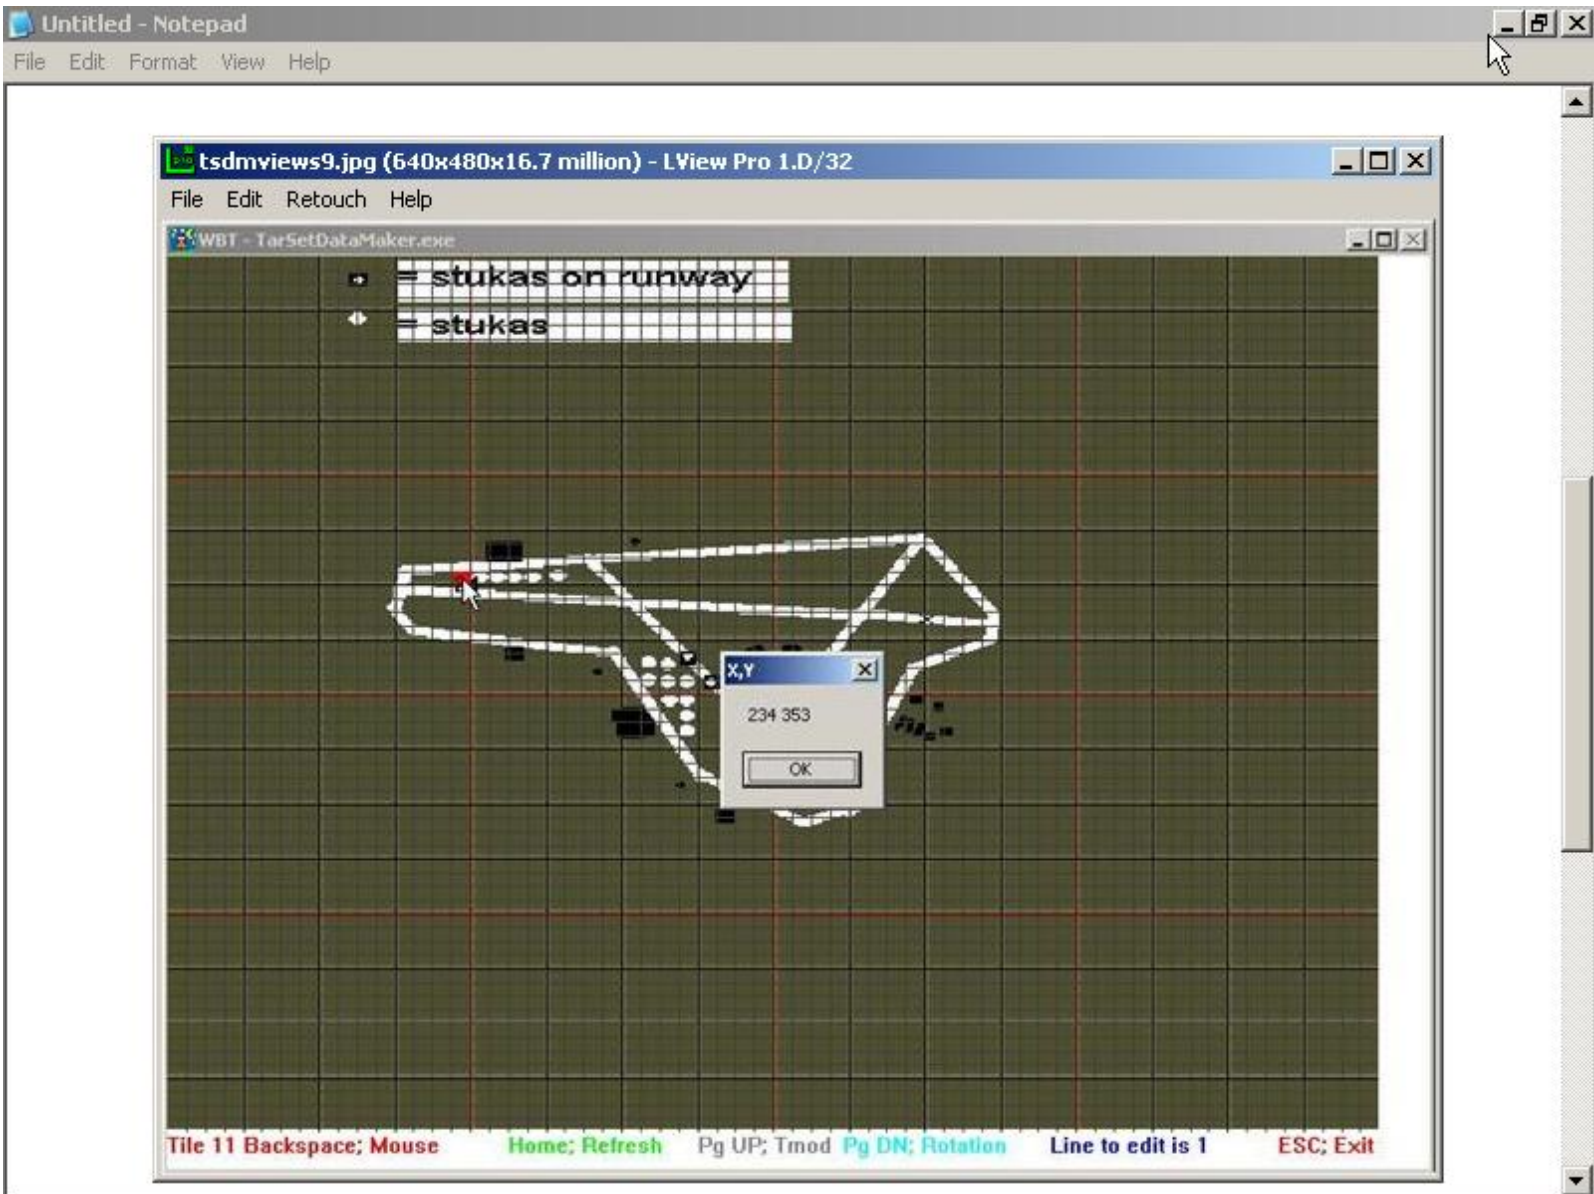 Untitled - Notepad
File Edit Format View Help
tsdmviews9.jpg (640x480x16.7 million) - LView Pro 1.D/32
File Edit Retouch Help
WBT - TarSetDataMaker.exe
= stukas on runway
= stukas
X,Y
234 353
OK
Tile 11 Backspace; Mouse Home; Refresh Pg UP; Tmod Pg DN; Rotation Line to edit is 1 ESC; Exit